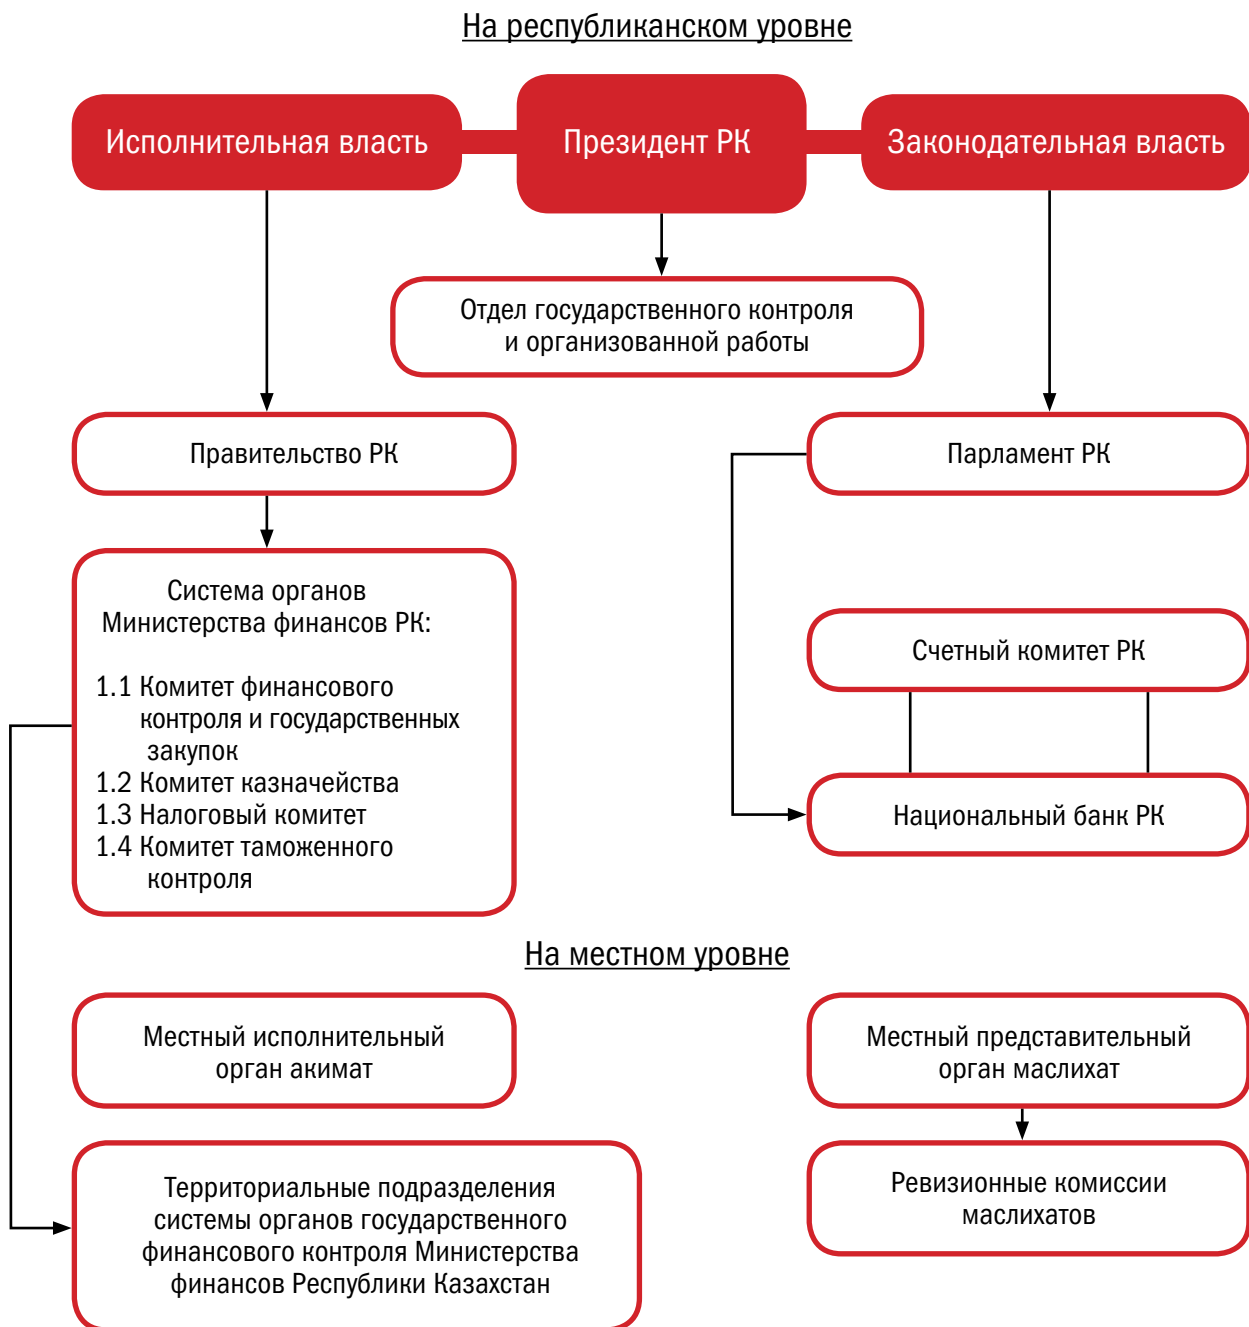 На республиканском уровне
Исполнительная власть
Президент РК
Законодательная власть
Отдел государственного контроля
и организованной работы
Правительство РК
Парламент РК
Система органов
Министерства финансов РК:
1.1 Комитет финансового
контроля и государственных
закупок
1.2 Комитет казначейства
1.3 Налоговый комитет
1.4 Комитет таможенного
контроля
Счетный комитет РК
Национальный банк РК
На местном уровне
Местный исполнительный
орган акимат
Местный представительный
орган маслихат
Территориальные подразделения
системы органов государственного
финансового контроля Министерства
финансов Республики Казахстан
Ревизионные комиссии
маслихатов